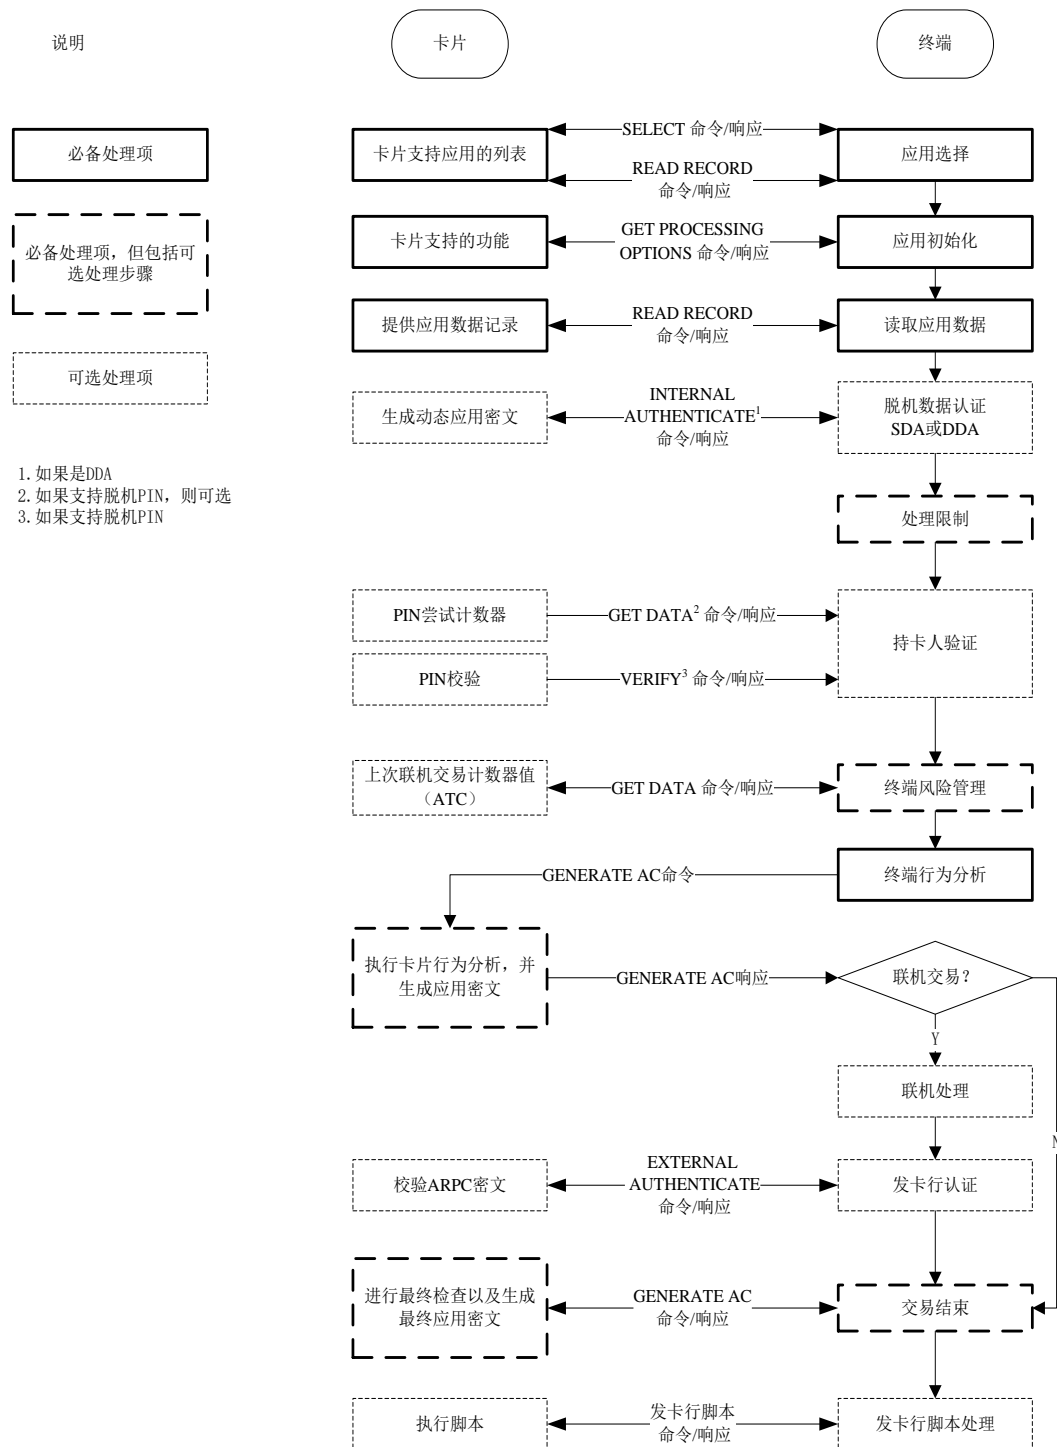 说明
卡片
终端
必备处理项
必备处理项，但包括可
选处理步骤
可选处理项
1.如果是DDA
2.如果支持脱机PIN，则可选
3.如果支持脱机PIN
卡片支持应用的列表
SELECT 命令/响应
READ RECORD
命令/响应
应用选择
卡片支持的功能
GET PROCESSING
OPTIONS 命令/响应
应用初始化
提供应用数据记录
READ RECORD
命令/响应
读取应用数据
生成动态应用密文
INTERNAL
AUTHENTICATE¹
命令/响应
脱机数据认证
SDA或DDA
处理限制
PIN尝试计数器
GET DATA² 命令/响应
持卡人验证
PIN校验
VERIFY³ 命令/响应
上次联机交易计数器值
（ATC）
GET DATA 命令/响应
终端风险管理
GENERATE AC命令
终端行为分析
执行卡片行为分析，并
生成应用密文
GENERATE AC响应
联机交易？
Y
联机处理
N
校验ARPC密文
EXTERNAL
AUTHENTICATE
命令/响应
发卡行认证
进行最终检查以及生成
最终应用密文
GENERATE AC
命令/响应
交易结束
执行脚本
发卡行脚本
命令/响应
发卡行脚本处理